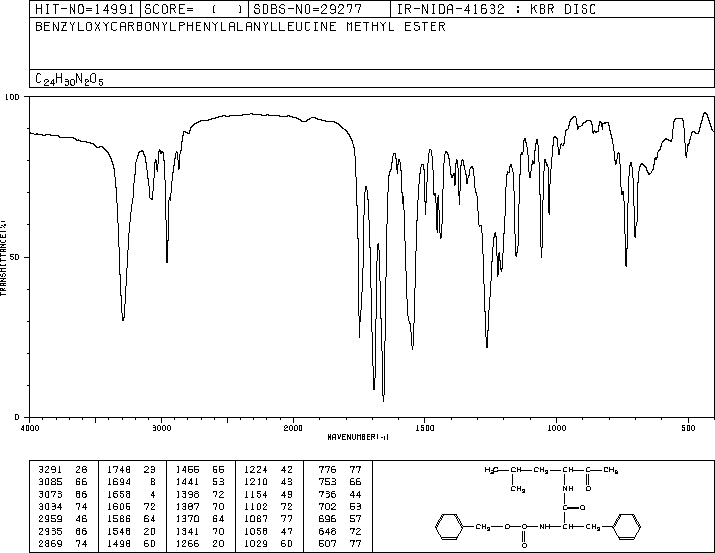 HIT-NO=14991 SCORE= ( ) SDBS-NO=29277 IR-NIDA-41632 : KBR DISC
BENZYLOXYCARBONYLPHENYLALANYLLEUCINE METHYL ESTER
C24H30N2O5
100
50
0
TRANSMITTANCE(%)
4000 3000 2000 1500 1000 500
WAVENUMBER(-1)
3291 28 1748 23 1466 66 1224 42 776 77
3085 66 1694 8 1441 53 1210 43 753 66
3073 66 1658 4 1398 72 1154 49 736 44
3034 74 1606 72 1387 70 1102 72 702 53
2959 46 1586 64 1370 64 1087 77 696 57
2935 66 1548 20 1341 70 1058 47 648 72
2869 74 1498 60 1266 20 1029 60 507 77
H3C CH CH2 CH C CH3
CH3 NH O
C O
CH2 O C NH CH CH2
O